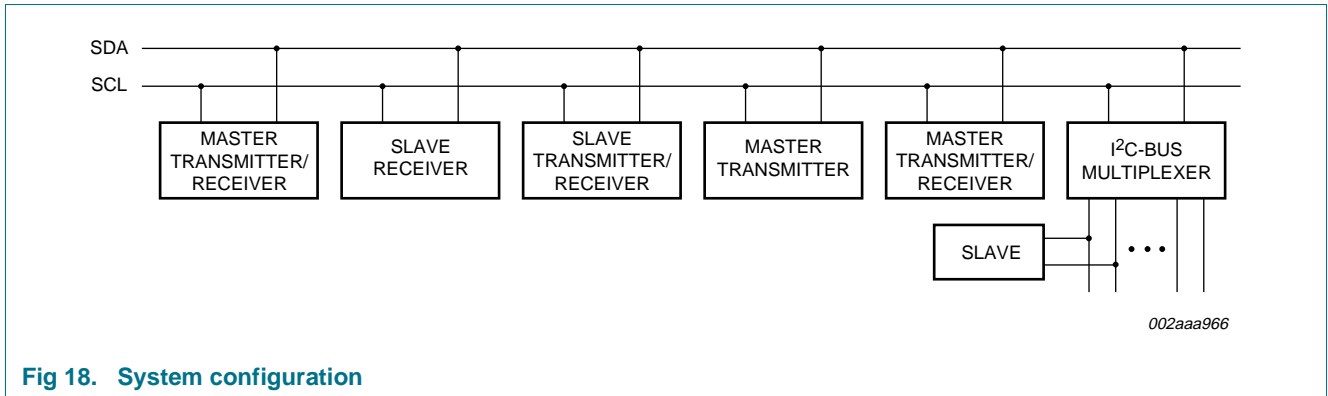 SDA
SCL
MASTER
TRANSMITTER/
RECEIVER
SLAVE
RECEIVER
SLAVE
TRANSMITTER/
RECEIVER
MASTER
TRANSMITTER
MASTER
TRANSMITTER/
RECEIVER
I²C-BUS
MULTIPLEXER
SLAVE
002aaa966
Fig 18. System configuration